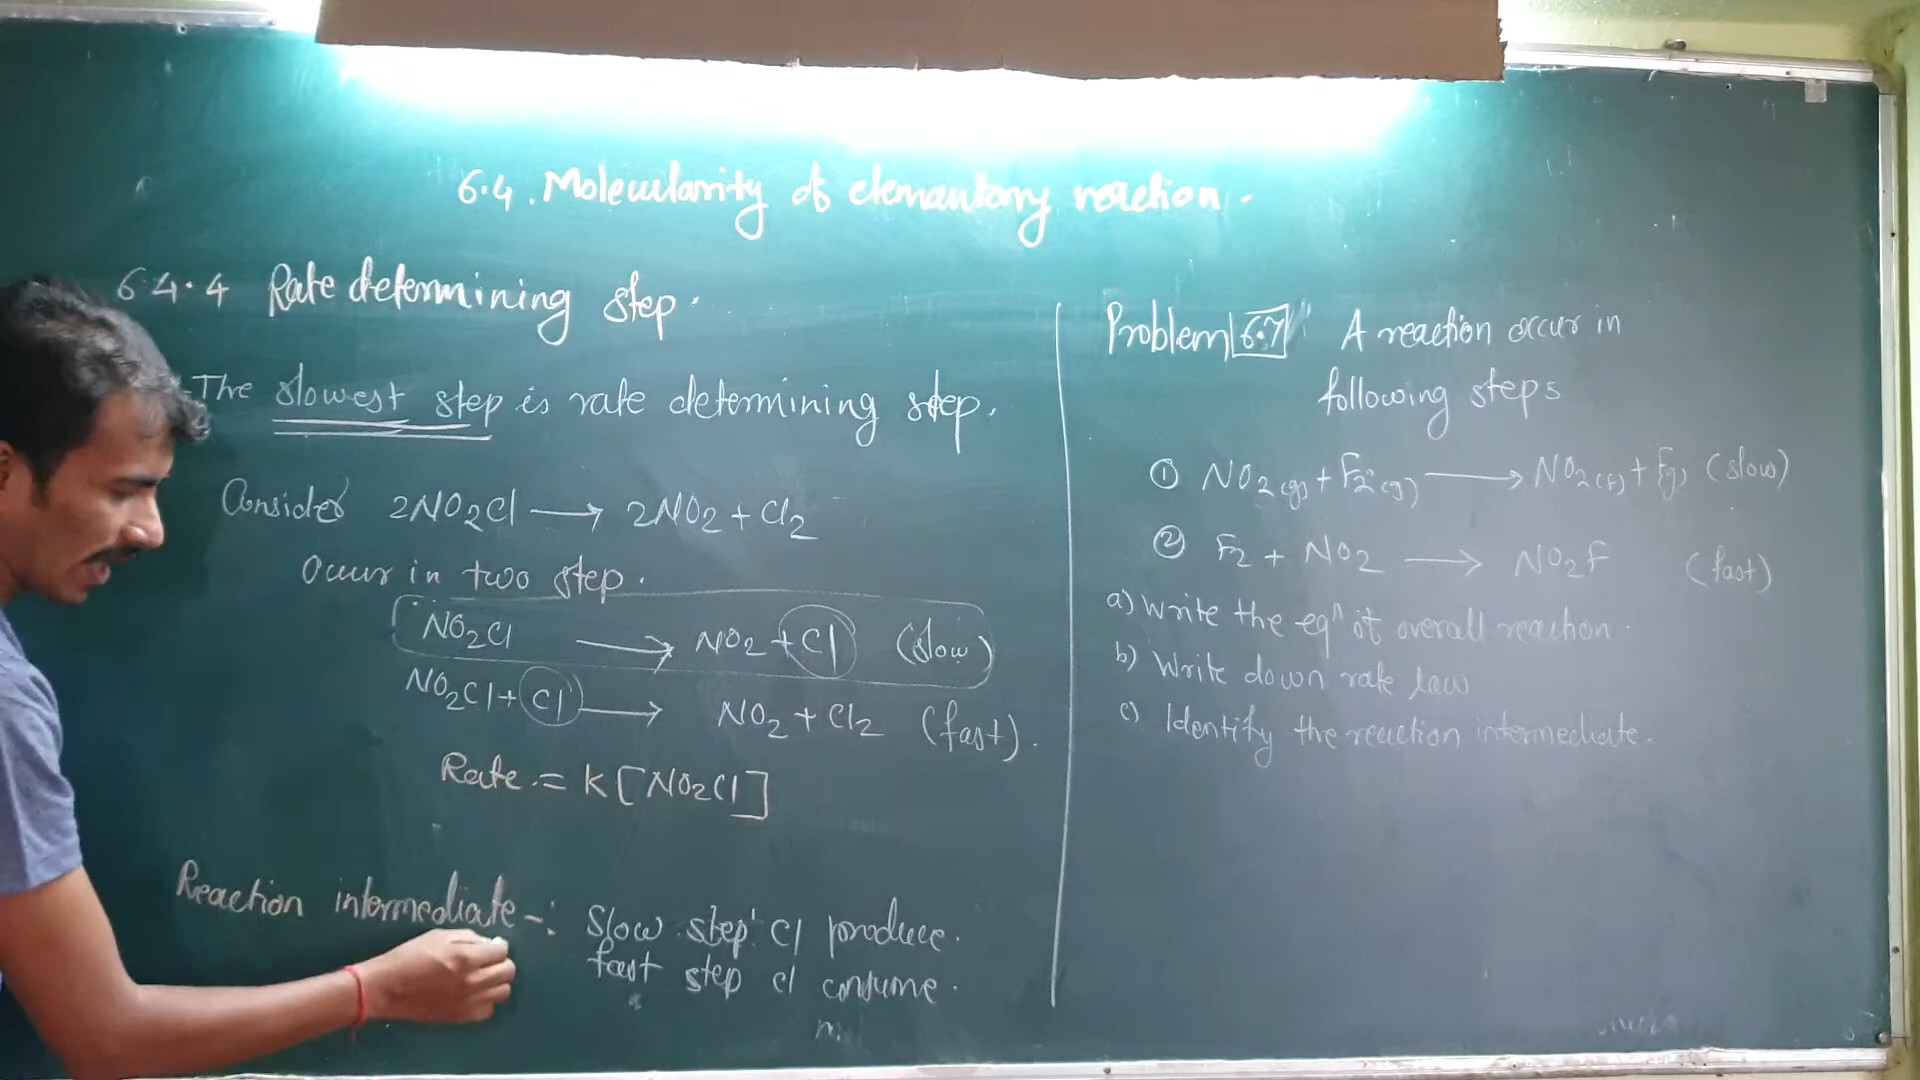 6.4. Molecularity of elemantary reaction.
6.4.4 Rate determining step.
The slowest step is rate determining step.
Consider 2NO2Cl → 2NO2 + Cl2
Occur in two step.
NO2Cl → NO2 + Cl (slow)
NO2Cl + Cl → NO2 + Cl2 (fast).
Rate = k [NO2Cl]
Reaction intermediate -: Slow step Cl produce.
fast step cl consume.
Problem 6.7 A reaction occur in
following steps
① NO2(g) + F2(g) → NO2(F) + F(g) (slow)
② F2 + NO2 → NO2F (fast)
a) Write the eqn of overall reaction.
b) Write down rate law
c) Identify the reaction intermediate.